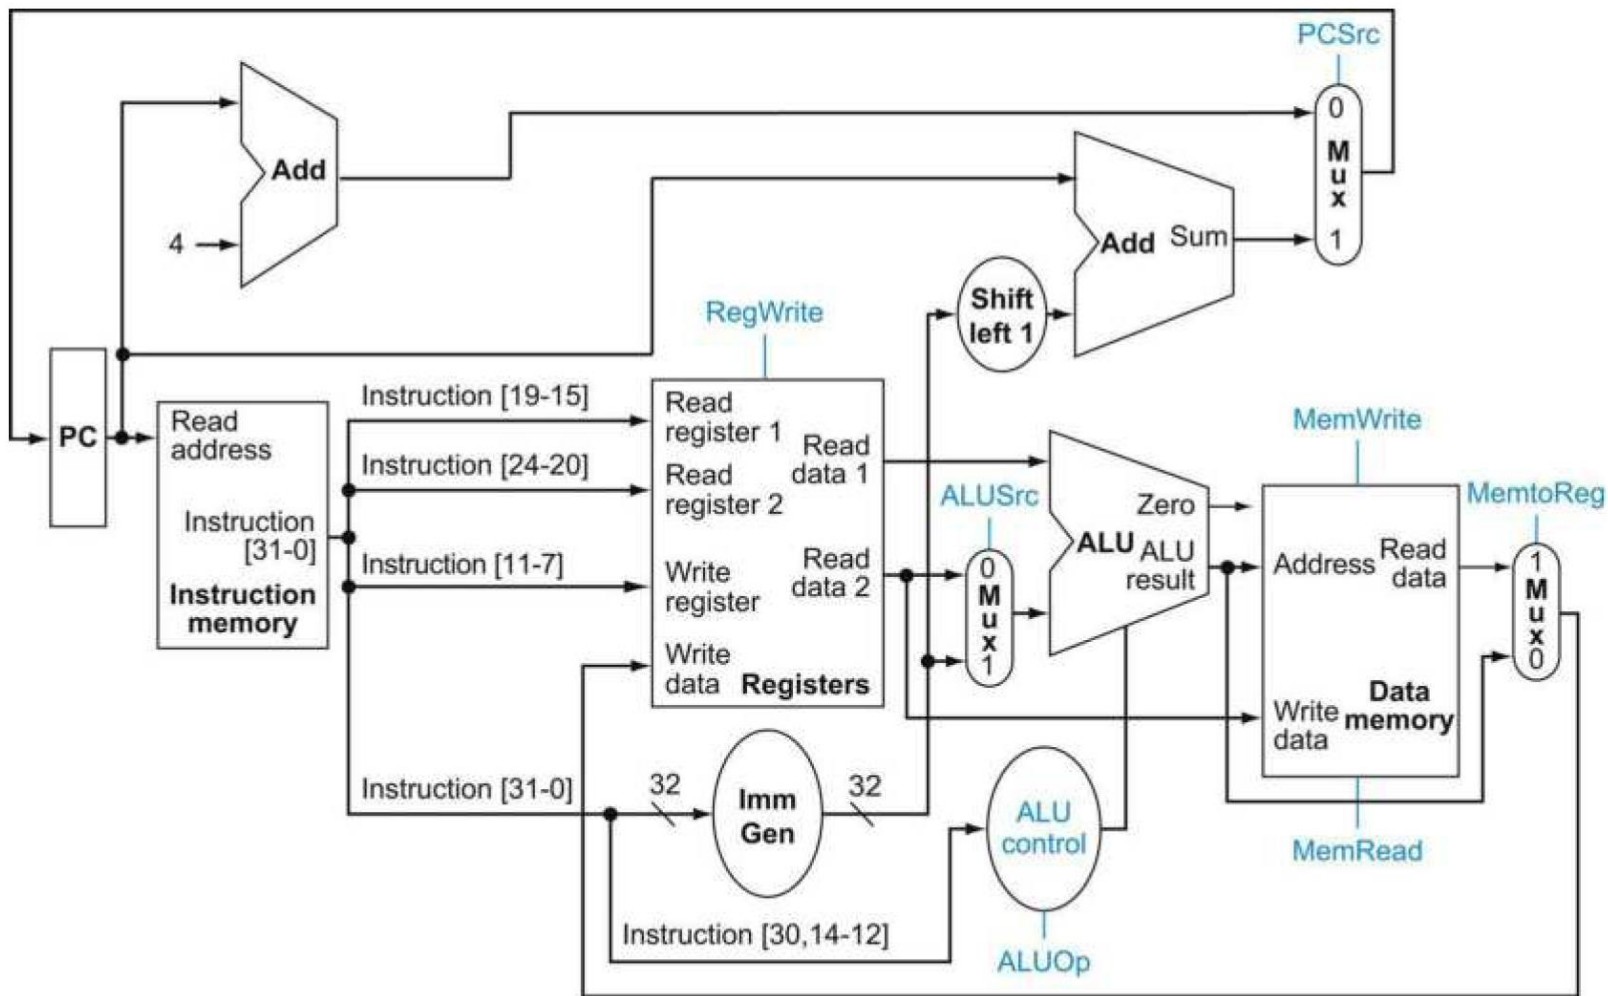 PCSrc
0
Mux
1
Add
4
Add Sum
Shift
left 1
RegWrite
PC
Read
address
Instruction
[31-0]
Instruction
memory
Instruction [19-15]
Instruction [24-20]
Instruction [11-7]
Instruction [31-0]
Read
register 1
Read
register 2
Write
register
Write
data
Registers
Read
data 1
Read
data 2
ALUSrc
0
Mux
1
Zero
ALU
ALU
result
MemWrite
Address
Read
data
Write
data
Data
memory
MemRead
MemtoReg
1
Mux
0
32
Imm
Gen
32
ALU
control
Instruction [30,14-12]
ALUOp